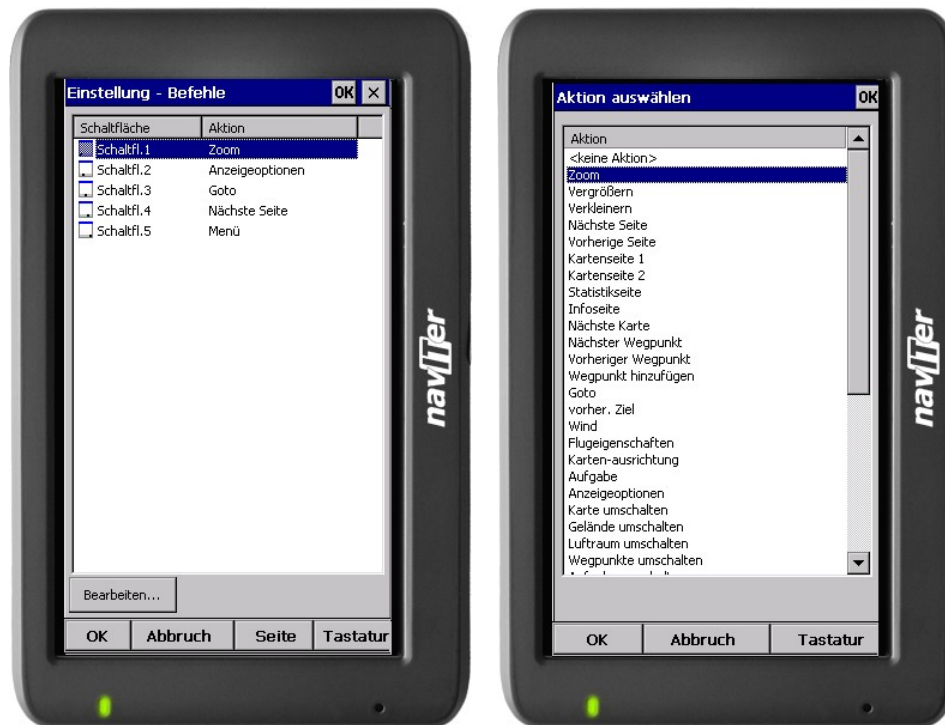 Einstellung - Befehle OK ×
Schaltfläche Aktion
Schaltfl.1 Zoom
Schaltfl.2 Anzeigeoptionen
Schaltfl.3 Goto
Schaltfl.4 Nächste Seite
Schaltfl.5 Menü
Bearbeiten...
OK Abbruch Seite Tastatur
naviter
Aktion auswählen OK
Aktion
<keine Aktion>
Zoom
Vergrößern
Verkleinern
Nächste Seite
Vorherige Seite
Kartenseite 1
Kartenseite 2
Statistikseite
Infoseite
Nächste Karte
Nächster Wegpunkt
Vorheriger Wegpunkt
Wegpunkt hinzufügen
Goto
vorher. Ziel
Wind
Flugeigenschaften
Karten-ausrichtung
Aufgabe
Anzeigeoptionen
Karte umschalten
Gelände umschalten
Luftraum umschalten
Wegpunkte umschalten
OK Abbruch Tastatur
naviter